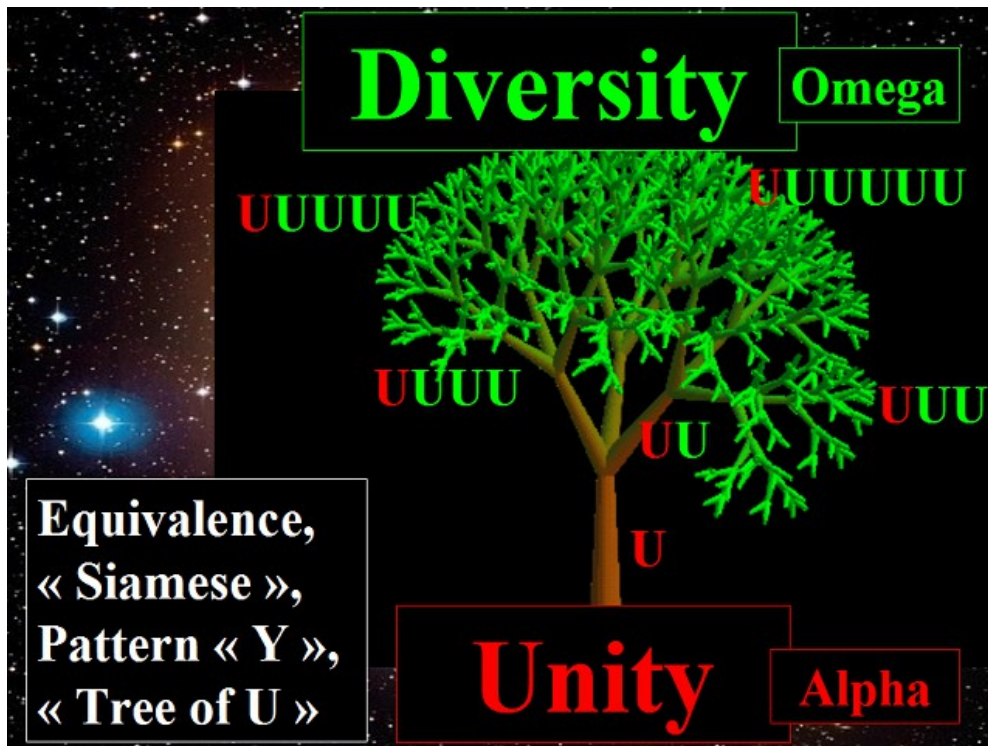 Diversity
Omega
UUUUU
UUUUUU
UUUU
UUU
UU
U
Equivalence,
« Siamese »,
Pattern « Y »,
« Tree of U »
Unity
Alpha